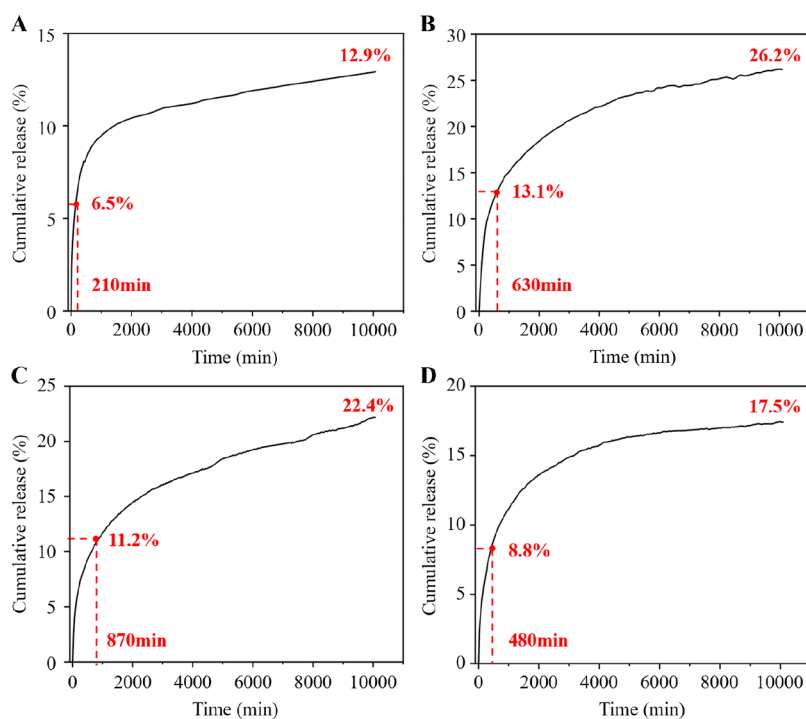 A
Cumulative release (%)
15
10
5
0
12.9%
6.5%
210min
0 2000 4000 6000 8000 10000
Time (min)
B
Cumulative release (%)
30
25
20
15
10
5
0
26.2%
13.1%
630min
0 2000 4000 6000 8000 10000
Time (min)
C
Cumulative release (%)
25
20
15
10
5
0
22.4%
11.2%
870min
0 2000 4000 6000 8000 10000
Time (min)
D
Cumulative release (%)
20
15
10
5
0
17.5%
8.8%
480min
0 2000 4000 6000 8000 10000
Time (min)